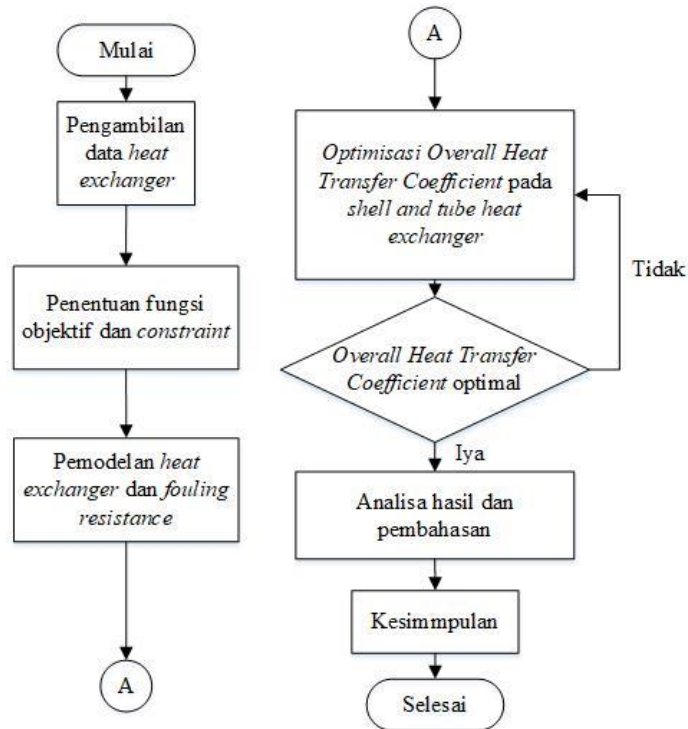 Mulai
Pengambilan
data heat
exchanger
Penentuan fungsi
objektif dan constraint
Pemodelan heat
exchanger dan fouling
resistance
A
A
Optimisasi Overall Heat
Transfer Coefficient pada
shell and tube heat
exchanger
Tidak
Overall Heat Transfer
Coefficient optimal
Iya
Analisa hasil dan
pembahasan
Kesimmpulan
Selesai